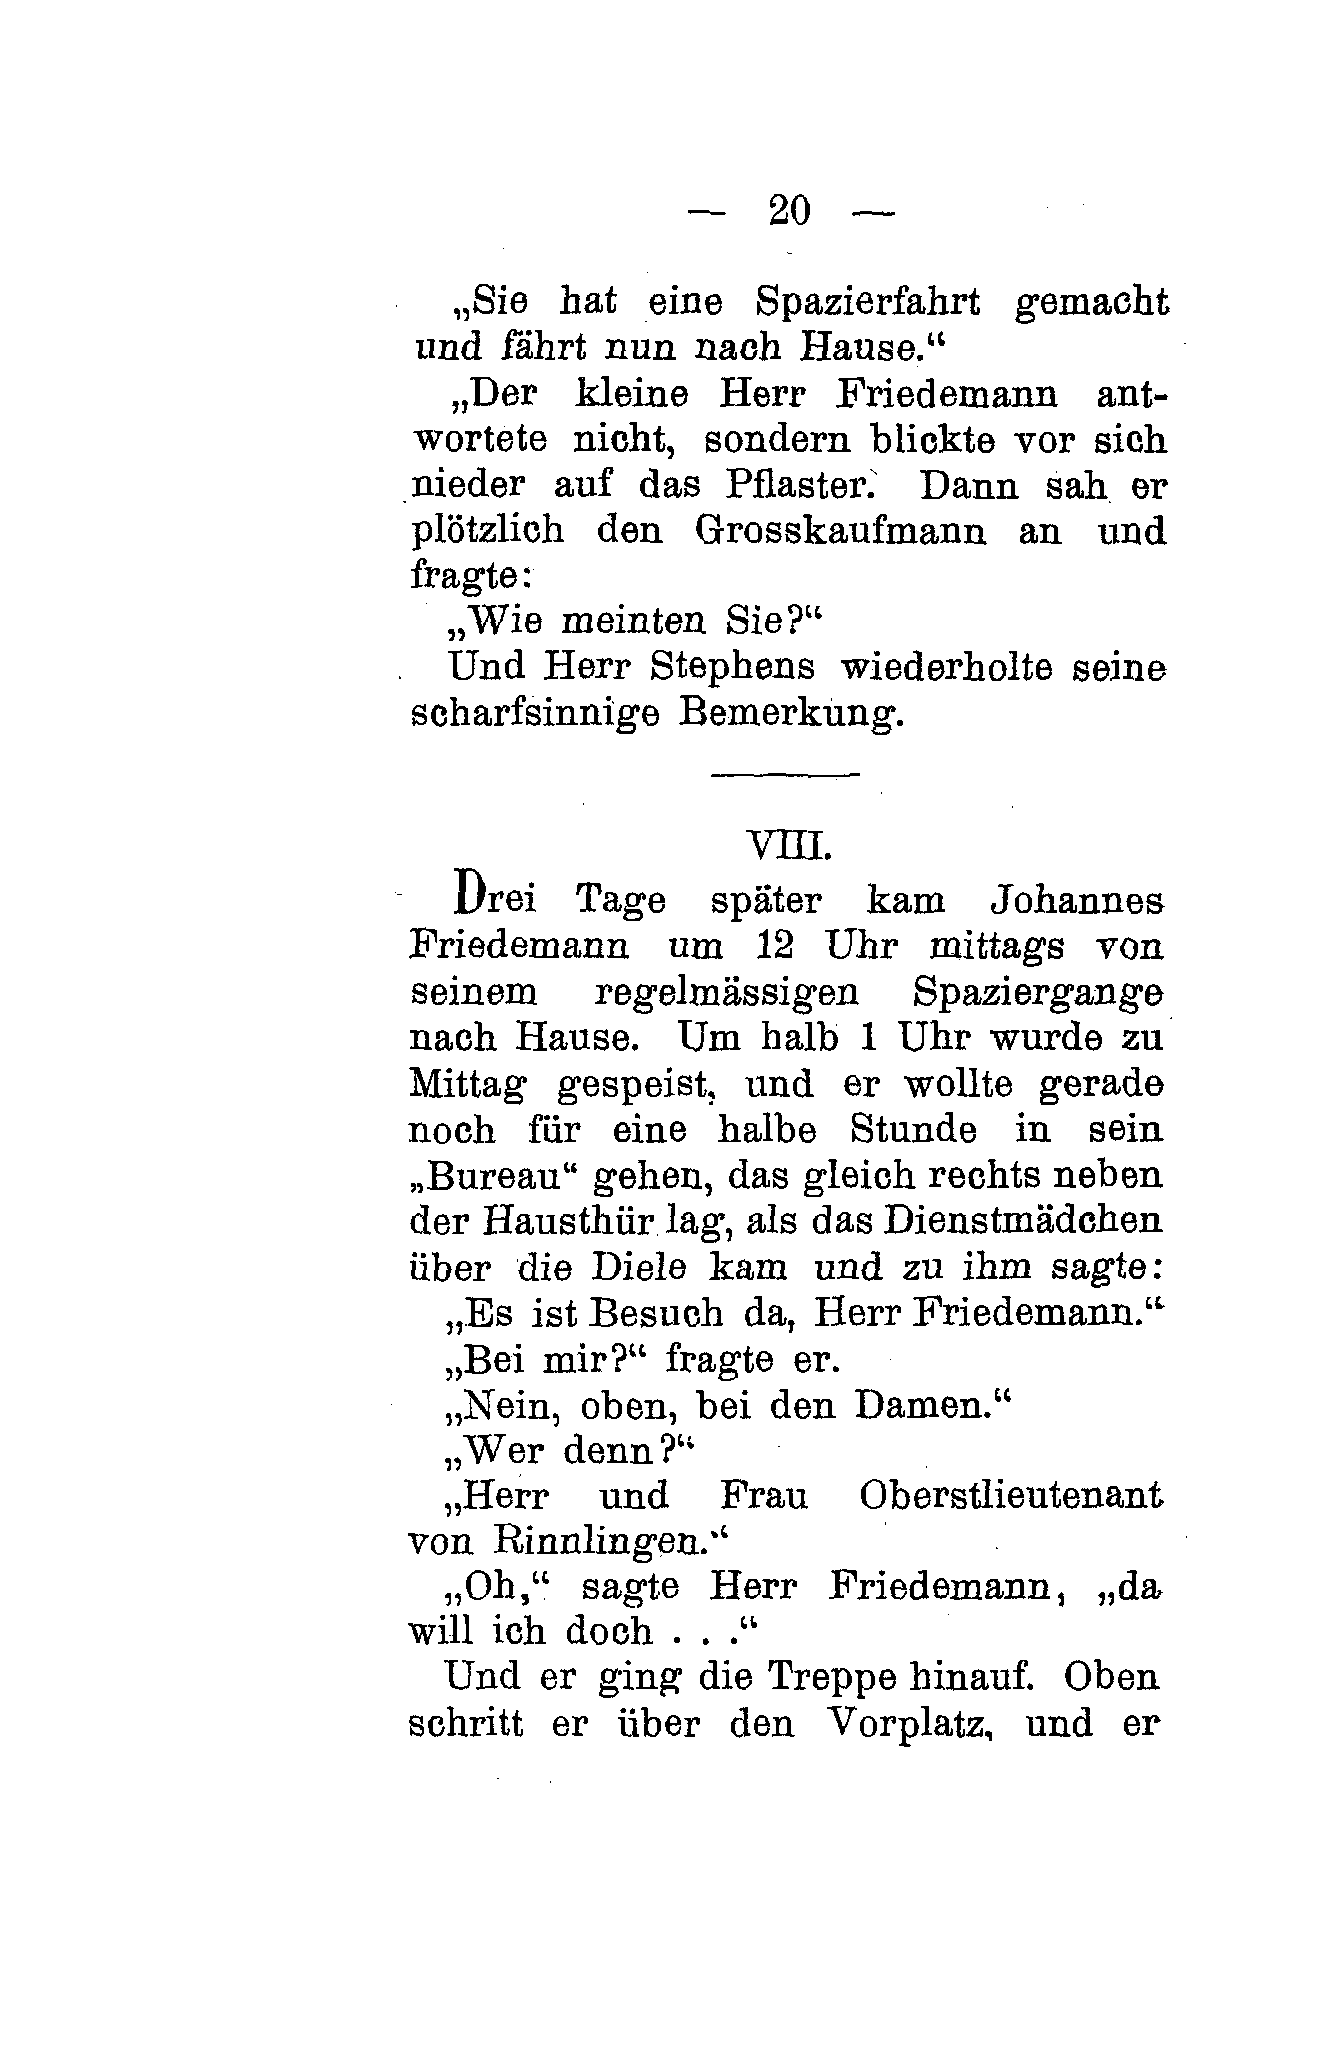 — 20 —
„Sie hat eine Spazierfahrt gemacht
und fährt nun nach Hause.“
„Der kleine Herr Friedemann ant-
wortete nicht, sondern blickte vor sich
nieder auf das Pflaster. Dann sah er
plötzlich den Grosskaufmann an und
fragte:
„Wie meinten Sie?“
Und Herr Stephens wiederholte seine
scharfsinnige Bemerkung.
VIII.
Drei Tage später kam Johannes
Friedemann um 12 Uhr mittags von
seinem regelmässigen Spaziergange
nach Hause. Um halb 1 Uhr wurde zu
Mittag gespeist, und er wollte gerade
noch für eine halbe Stunde in sein
„Bureau“ gehen, das gleich rechts neben
der Hausthür lag, als das Dienstmädchen
über die Diele kam und zu ihm sagte:
„Es ist Besuch da, Herr Friedemann.“
„Bei mir?“ fragte er.
„Nein, oben, bei den Damen.“
„Wer denn?“
„Herr und Frau Oberstlieutenant
von Rinnlingen.“
„Oh,“ sagte Herr Friedemann, „da
will ich doch . . .“
Und er ging die Treppe hinauf. Oben
schritt er über den Vorplatz, und er